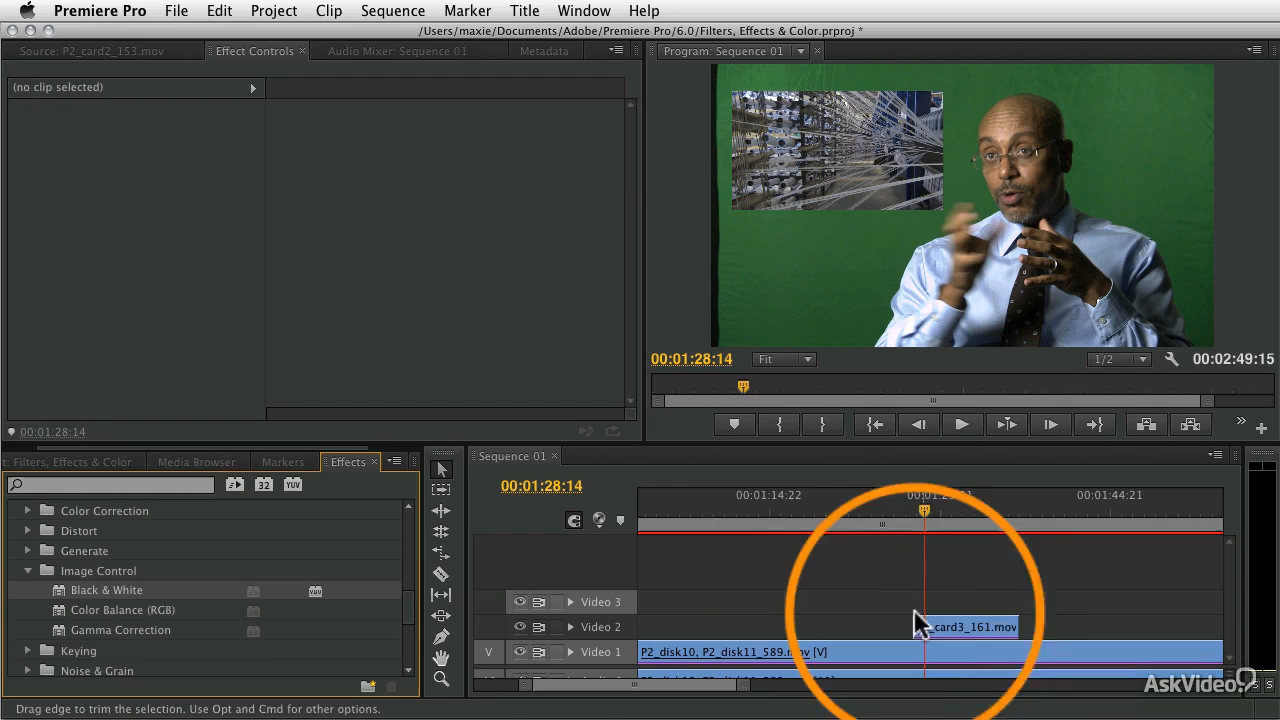 Premiere Pro File Edit Project Clip Sequence Marker Title Window Help
/Users/maxie/Documents/Adobe/Premiere Pro/6.0/Filters, Effects & Color.prproj *
Source: P2_card2_153.mov Effect Controls × Audio Mixer: Sequence 01 Metadata
Program: Sequence 01 ×
(no clip selected)
00:01:28:14 Fit 1/2 00:02:49:15
00:01:28:14
t: Filters, Effects & Color Media Browser Markers Effects ×
Sequence 01 ×
32 YUV
00:01:28:14
00:01:14:22 00:01:44:21
Color Correction
Distort
Generate
Image Control
Black & White YUV
Color Balance (RGB)
Gamma Correction
Keying
Noise & Grain
Video 3
Video 2
card3_161.mov
V Video 1
P2_disk10, P2_disk11_589.mov [V]
S S
AskVideo
Drag edge to trim the selection. Use Opt and Cmd for other options.